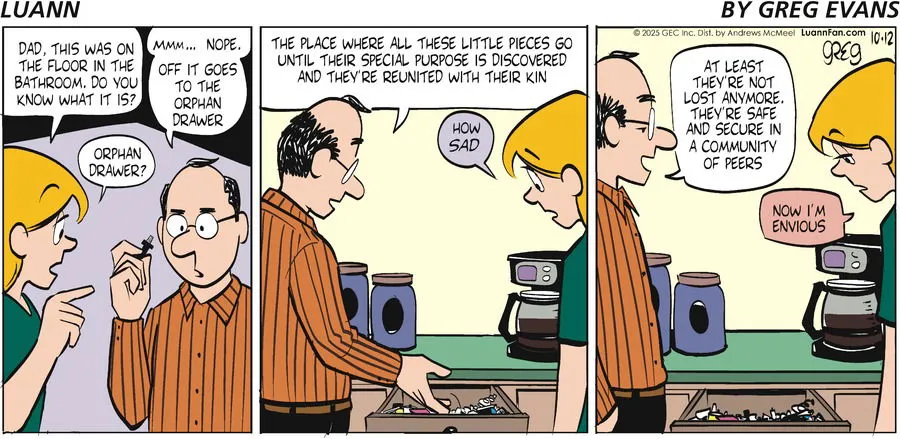 LUANN
BY GREG EVANS
DAD, THIS WAS ON
THE FLOOR IN THE
BATHROOM. DO YOU
KNOW WHAT IT IS?
MMM... NOPE.
OFF IT GOES
TO THE
ORPHAN
DRAWER
ORPHAN
DRAWER?
THE PLACE WHERE ALL THESE LITTLE PIECES GO
UNTIL THEIR SPECIAL PURPOSE IS DISCOVERED
AND THEY'RE REUNITED WITH THEIR KIN
HOW
SAD
© 2025 GEC Inc. Dist. by Andrews McMeel LuannFan.com
GREG
10·12
AT LEAST
THEY'RE NOT
LOST ANYMORE.
THEY'RE SAFE
AND SECURE IN
A COMMUNITY
OF PEERS
NOW I'M
ENVIOUS